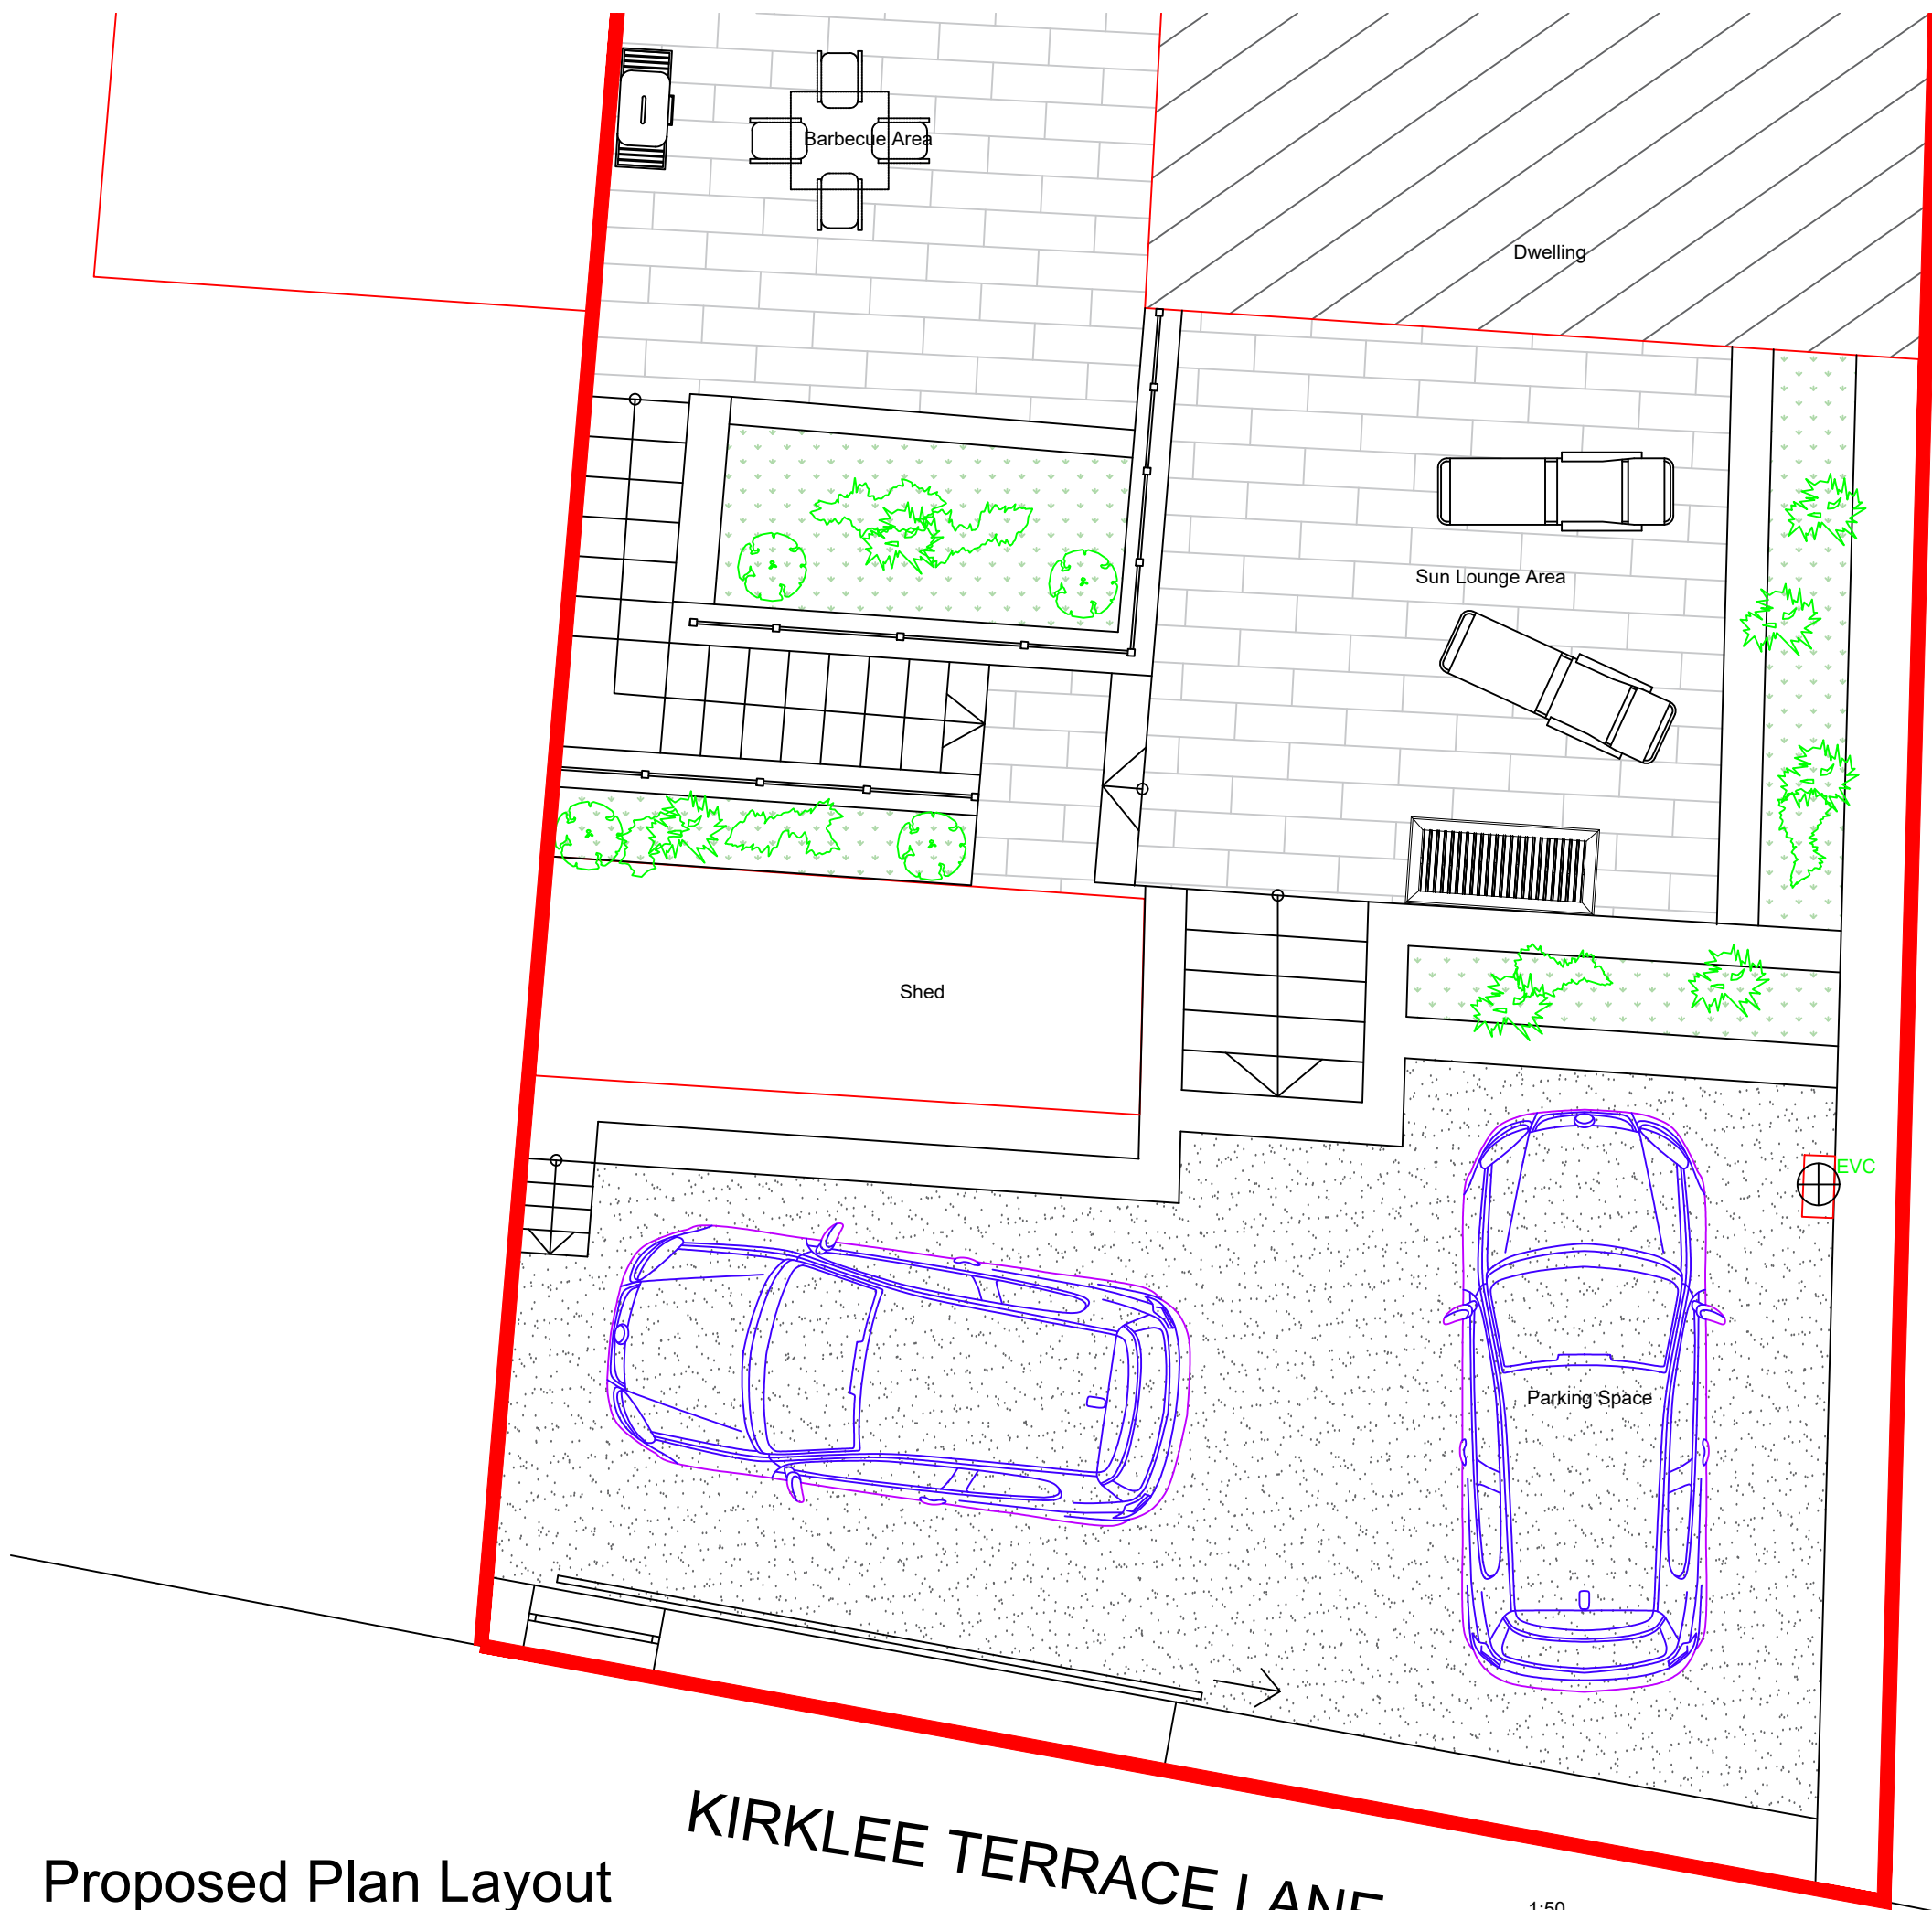 Barbecue Area
Dwelling
Sun Lounge Area
Shed
EVC
Parking Space
KIRKLEE TERRACE LANE
Proposed Plan Layout
1:50